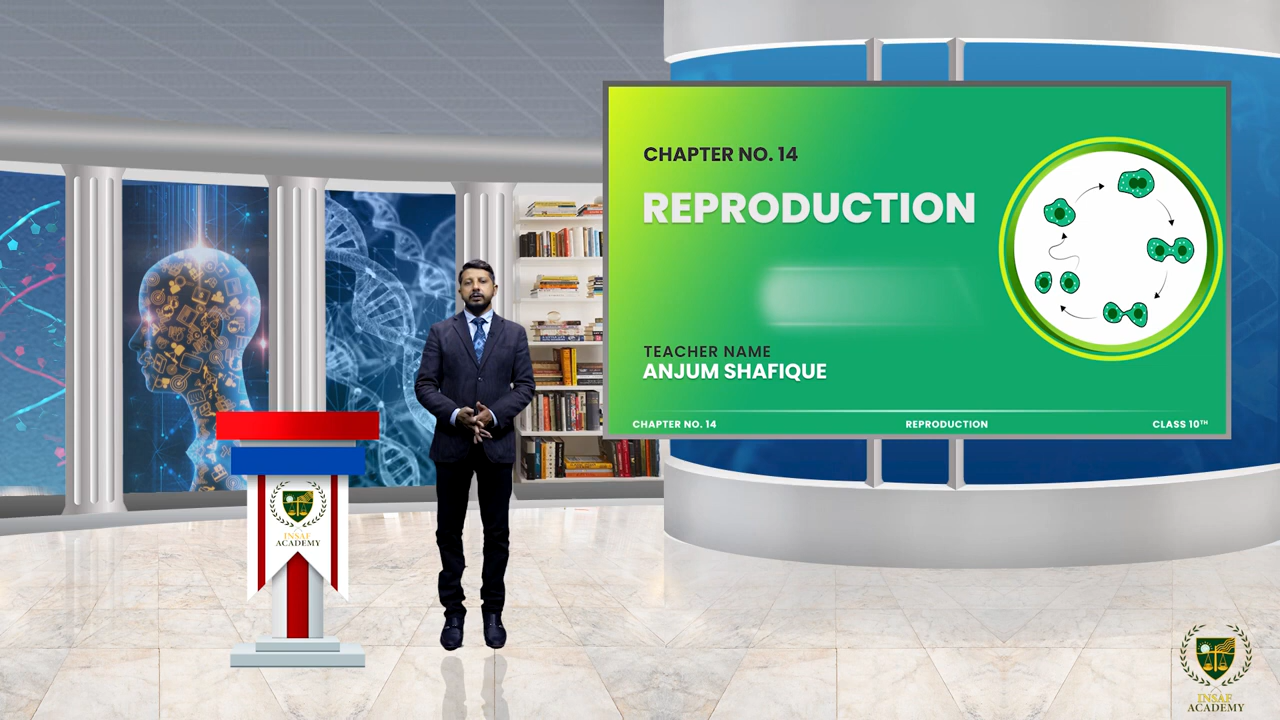 CHAPTER NO. 14
REPRODUCTION
TEACHER NAME
ANJUM SHAFIQUE
CHAPTER NO. 14
REPRODUCTION
CLASS 10TH
INSAF
ACADEMY
INSAF
ACADEMY